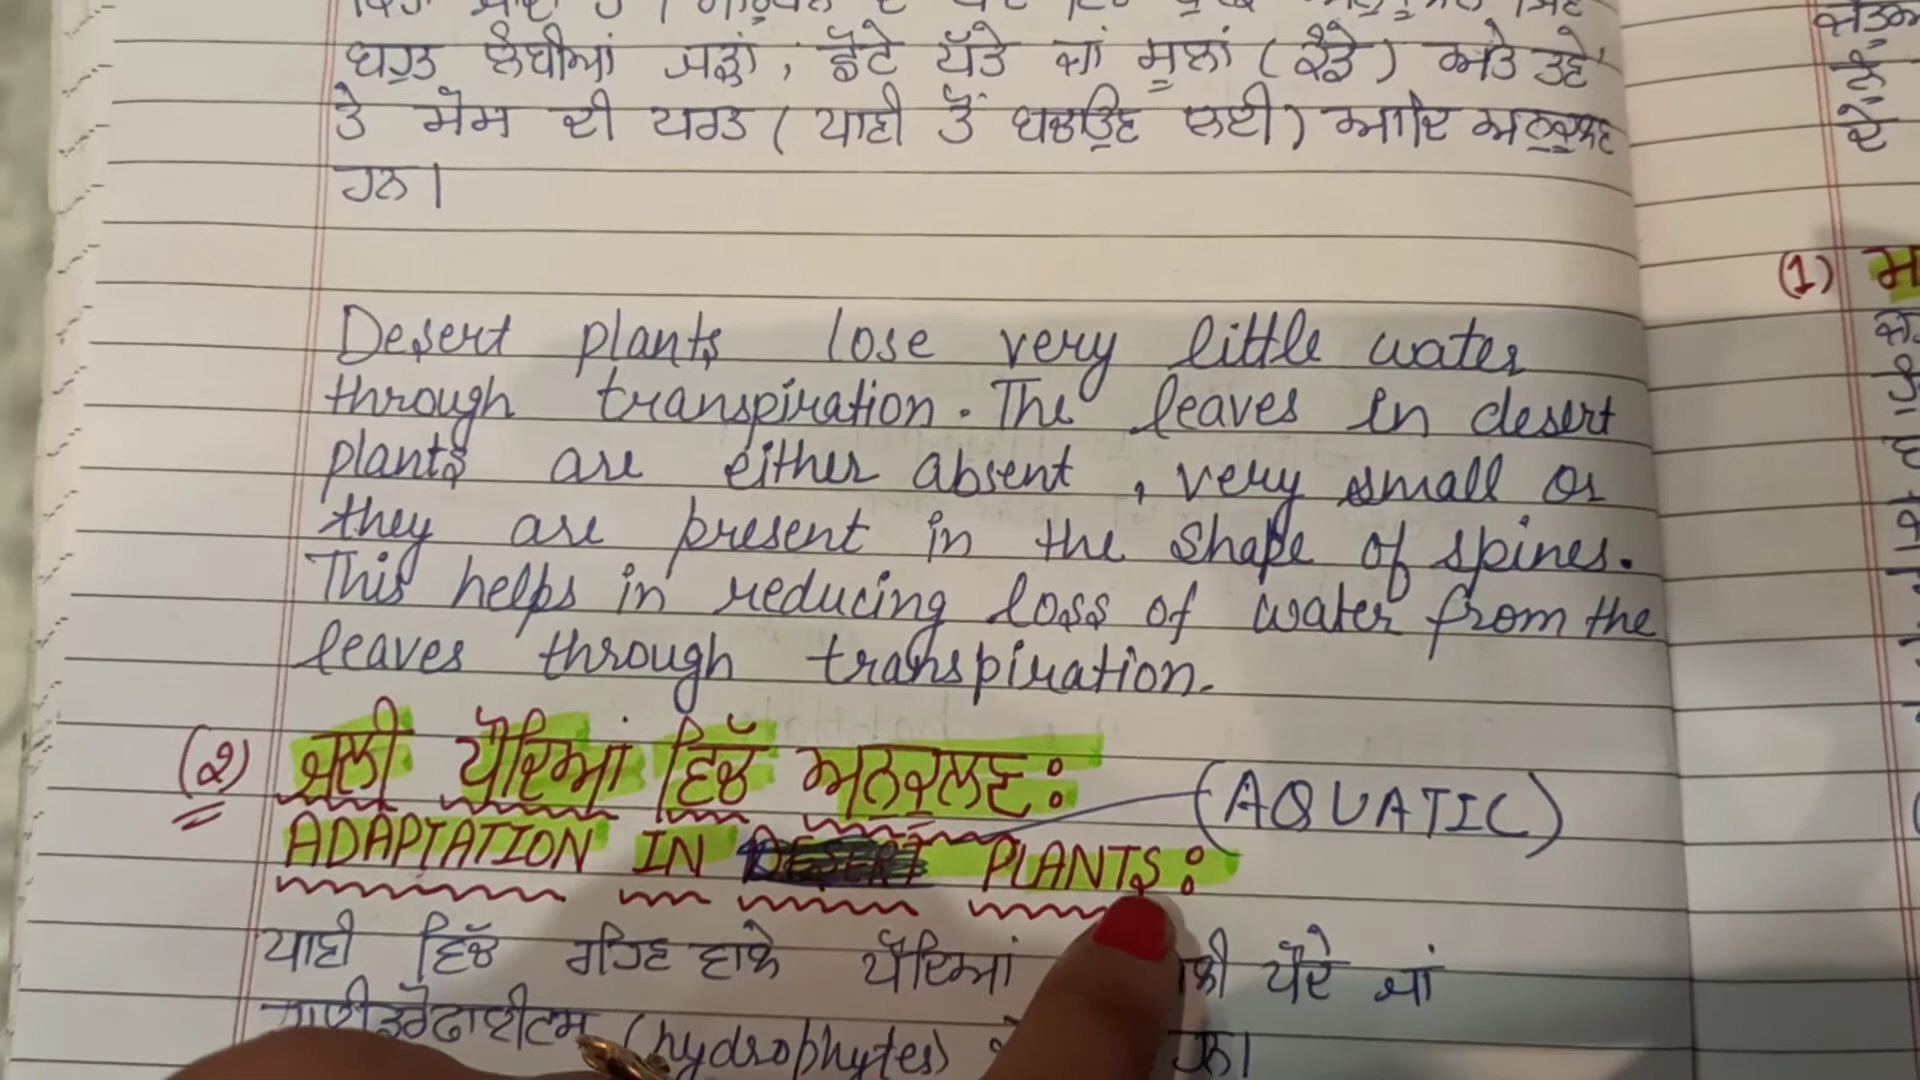 ਬਹੁਤ ਲੰਬੀਆਂ ਜੜ੍ਹਾਂ, ਛੋਟੇ ਪੱਤੇ ਜਾਂ ਸੂਲਾਂ (ਕੰਡੇ) ਅਤੇ ਤਣੇ
ਤੇ ਮੋਮ ਦੀ ਪਰਤ (ਪਾਣੀ ਤੋਂ ਬਚਾਉਣ ਲਈ) ਆਦਿ ਅਨੁਕੂਲਣ
ਹਨ।
Desert plants lose very little water
through transpiration. The leaves in desert
plants are either absent, very small or
they are present in the shape of spines.
This helps in reducing loss of water from the
leaves through transpiration.
(2) ਜਲੀ ਪੌਦਿਆਂ ਵਿੱਚ ਅਨੁਕੂਲਣ:
(AQUATIC)
ADAPTATION IN DESERT PLANTS:
ਪਾਣੀ ਵਿੱਚ ਰਹਿਣ ਵਾਲੇ ਪੌਦਿਆਂ ਪੌਦੇ ਜਾਂ
(hydrophytes) ਹਨ।
(1)